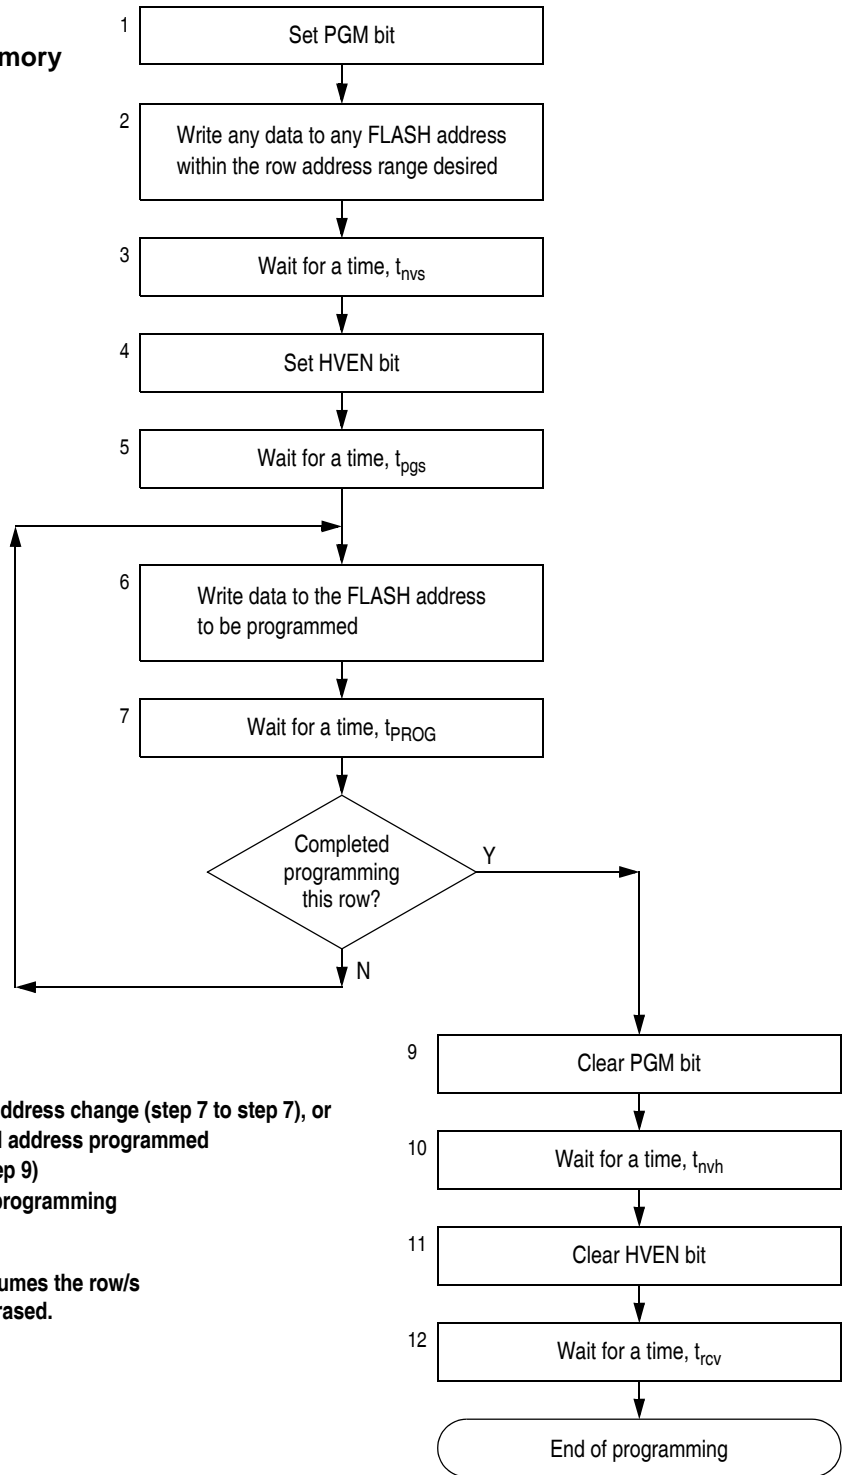 1
Set PGM bit
mory
2
Write any data to any FLASH address
within the row address range desired
3
Wait for a time, tnvs
4
Set HVEN bit
5
Wait for a time, tpgs
6
Write data to the FLASH address
to be programmed
7
Wait for a time, tPROG
Completed
programming
this row?
Y
N
9
Clear PGM bit
ddress change (step 7 to step 7), or
address programmed
10
Wait for a time, tnvh
ep 9)
programming
11
Clear HVEN bit
umes the row/s
rased.
12
Wait for a time, trcv
End of programming